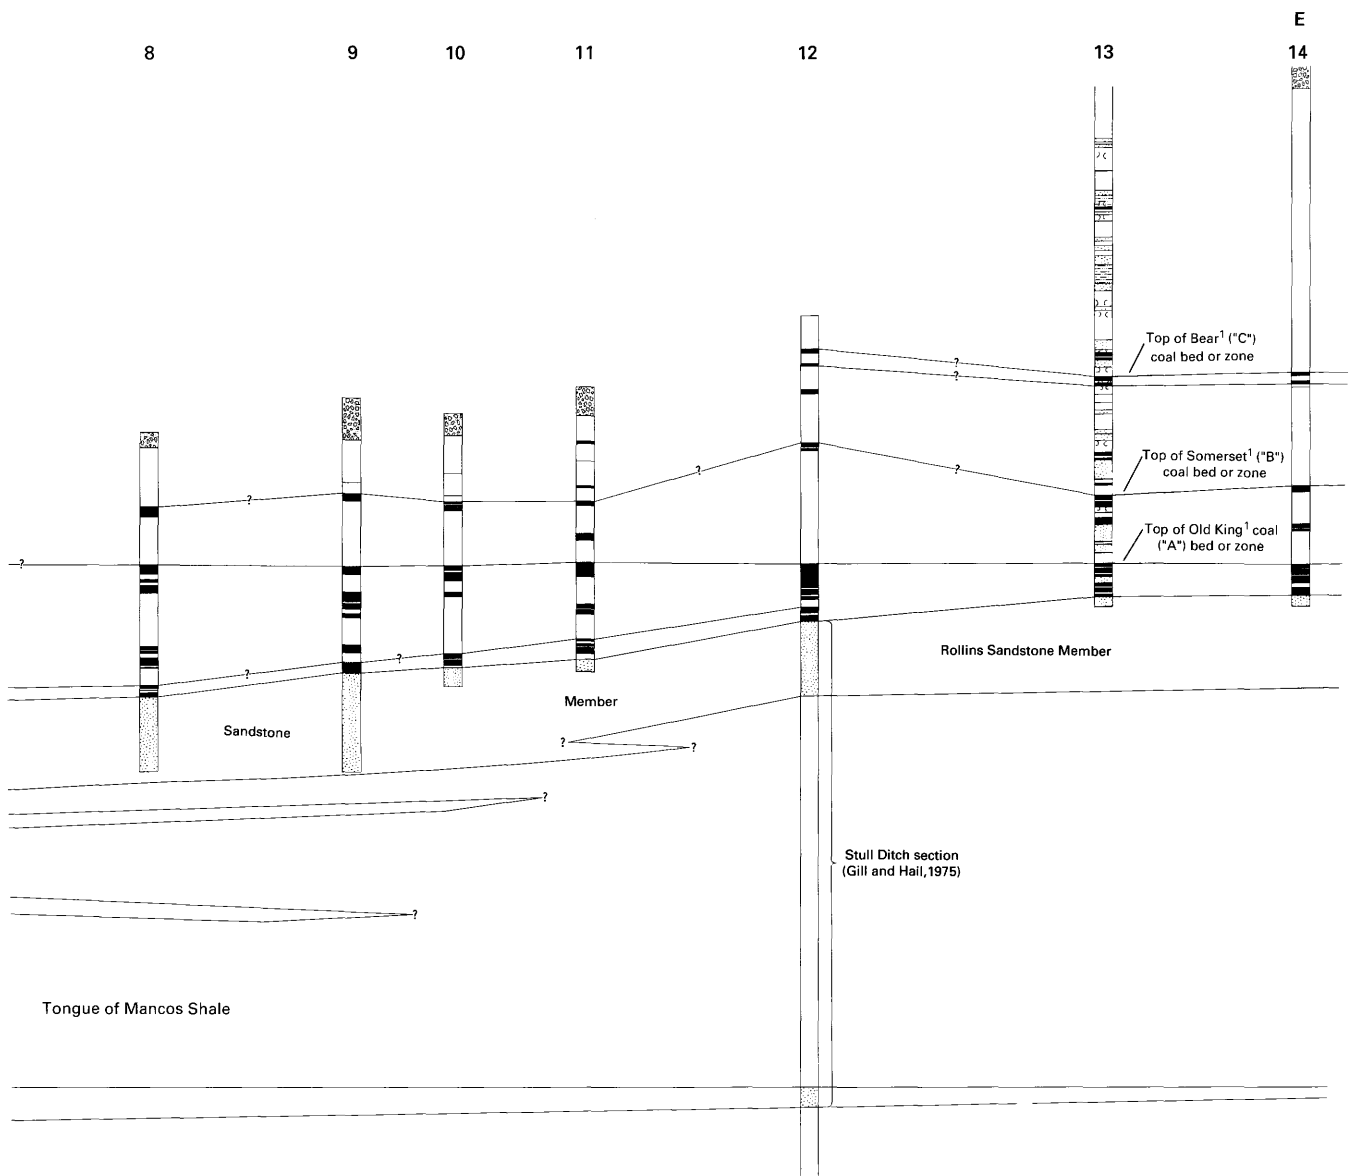 E
8 9 10 11 12 13 14
Top of Bear¹ ("C")
coal bed or zone
?
?
Top of Somerset¹ ("B")
coal bed or zone
? ? ?
Top of Old King¹ coal
("A") bed or zone
?
Rollins Sandstone Member
? ?
Member
Sandstone
? ?
?
Stull Ditch section
(Gill and Hail, 1975)
?
Tongue of Mancos Shale